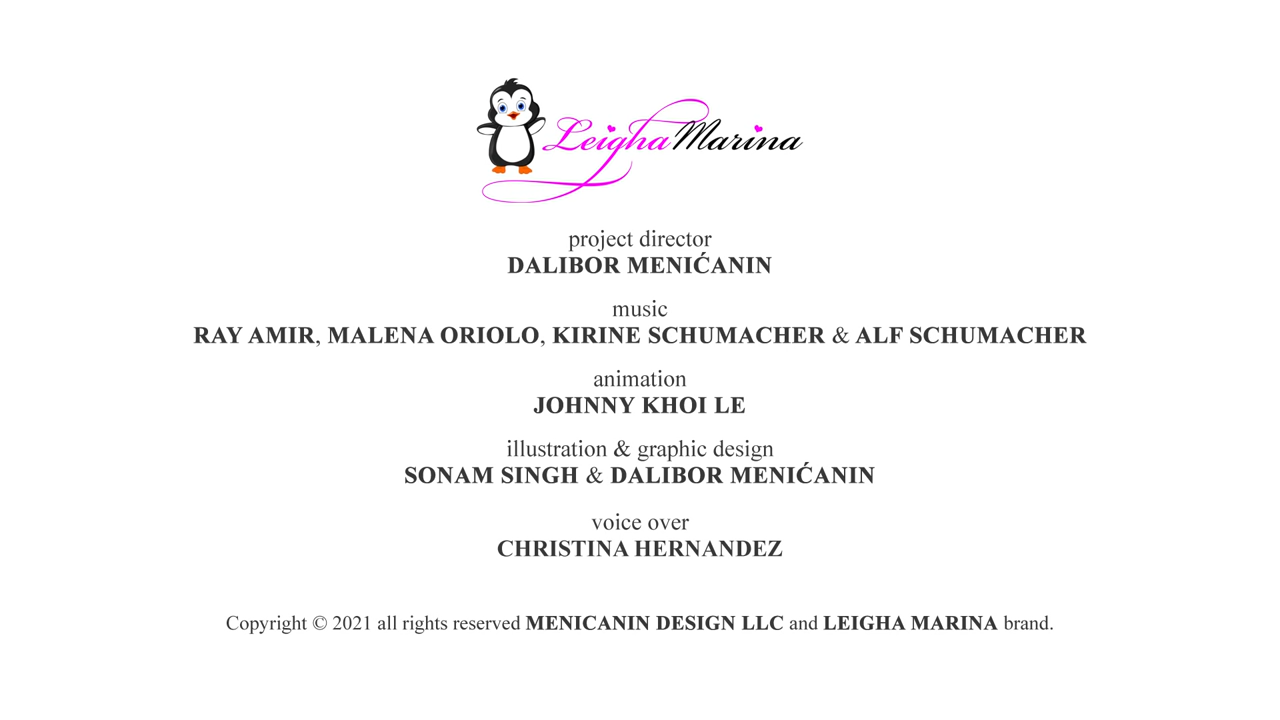 LeighaMarina
project director
DALIBOR MENIĆANIN
music
RAY AMIR, MALENA ORIOLO, KIRINE SCHUMACHER & ALF SCHUMACHER
animation
JOHNNY KHOI LE
illustration & graphic design
SONAM SINGH & DALIBOR MENIĆANIN
voice over
CHRISTINA HERNANDEZ
Copyright © 2021 all rights reserved MENICANIN DESIGN LLC and LEIGHA MARINA brand.